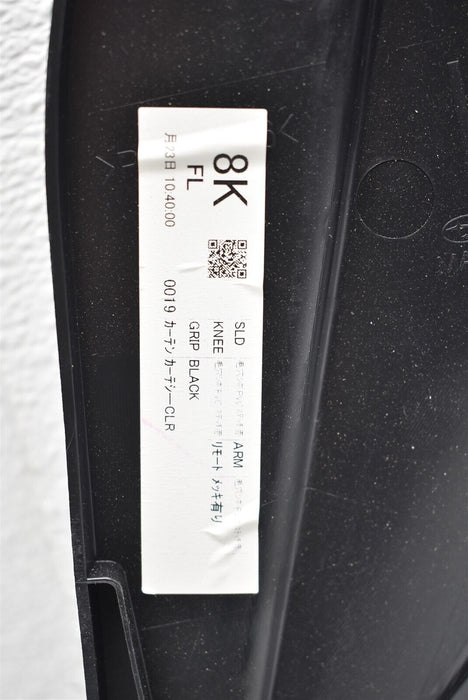 8K
FL
月23日 10:40:00
SLD ARM
KNEE リモート メッキ有り
GRIP BLACK
0019 カーテン カーテシーCLR